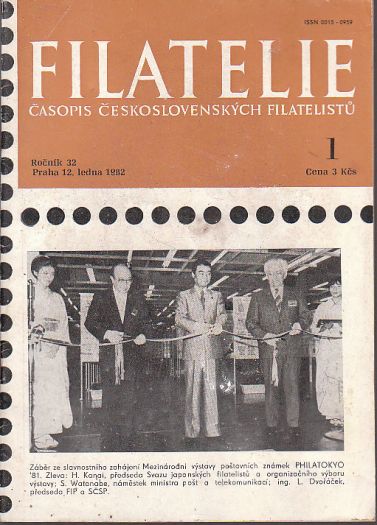 ISSN 0015-0959
FILATELIE
ČASOPIS ČESKOSLOVENSKÝCH FILATELISTŮ
Ročník 32
Praha 12. ledna 1982
1
Cena 3 Kčs
Záběr ze slavnostního zahájení Mezinárodní výstavy poštovních známek PHILATOKYO
'81. Zleva: H. Kanai, předseda Svazu japonských filatelistů a organizačního výboru
výstavy; S. Watanabe, náměstek ministra pošt a telekomunikací; ing. L. Dvořáček,
předseda FIP a SČSP.